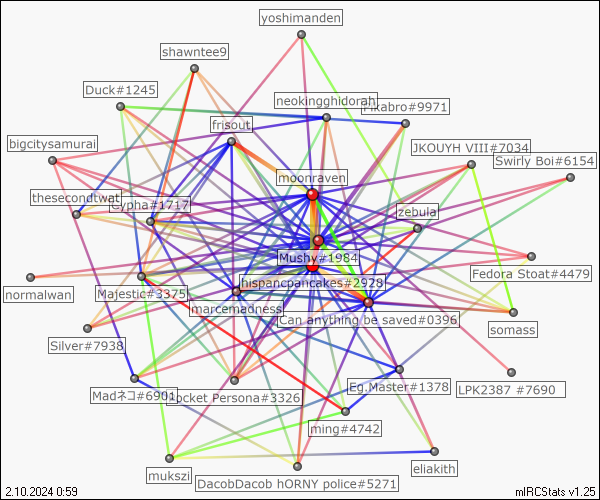 yoshimanden
shawntee9
Duck#1245
neokingghidorah
Pikabro#9971
frisout
bigcitysamurai
JKOUYH VIII#7034
Swirly Boi#6154
moonraven
thesecondtwat
Cypha#1717
zebula
Mushy#1984
Fedora Stoat#4479
normalwan
Majestic#3375
hispancpancakes#2928
marcemadness
Can anything be saved#0396
somass
Silver#7938
Madネコ#6901
Pocket Persona#3326
Eg.Master#1378
LPK2387 #7690
ming#4742
mukszi
DacobDacob hORNY police#5271
eliakith
2.10.2024 0:59
mIRCStats v1.25